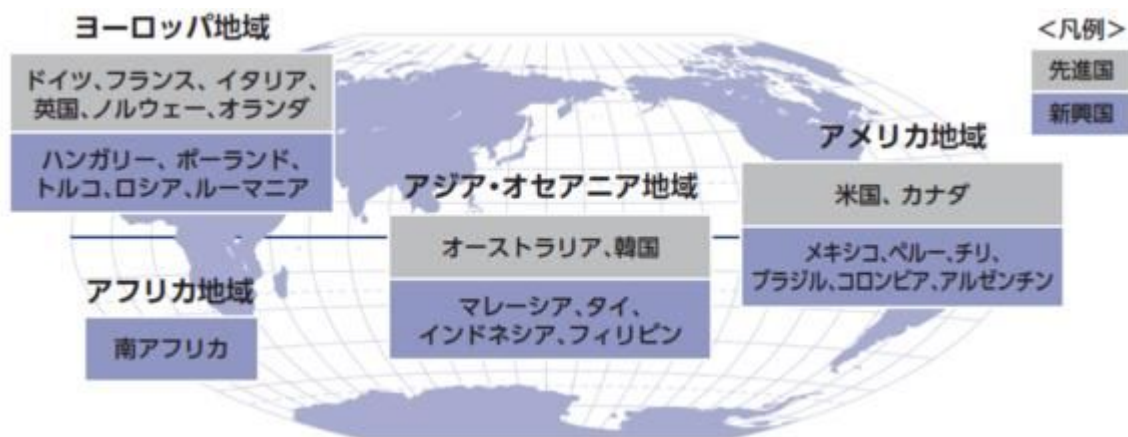 ヨーロッパ地域
ドイツ、フランス、イタリア、
英国、ノルウェー、オランダ
ハンガリー、ポーランド、
トルコ、ロシア、ルーマニア
<凡例>
先進国
新興国
アメリカ地域
米国、カナダ
メキシコ、ペルー、チリ、
ブラジル、コロンビア、アルゼンチン
アジア・オセアニア地域
オーストラリア、韓国
マレーシア、タイ、
インドネシア、フィリピン
アフリカ地域
南アフリカ